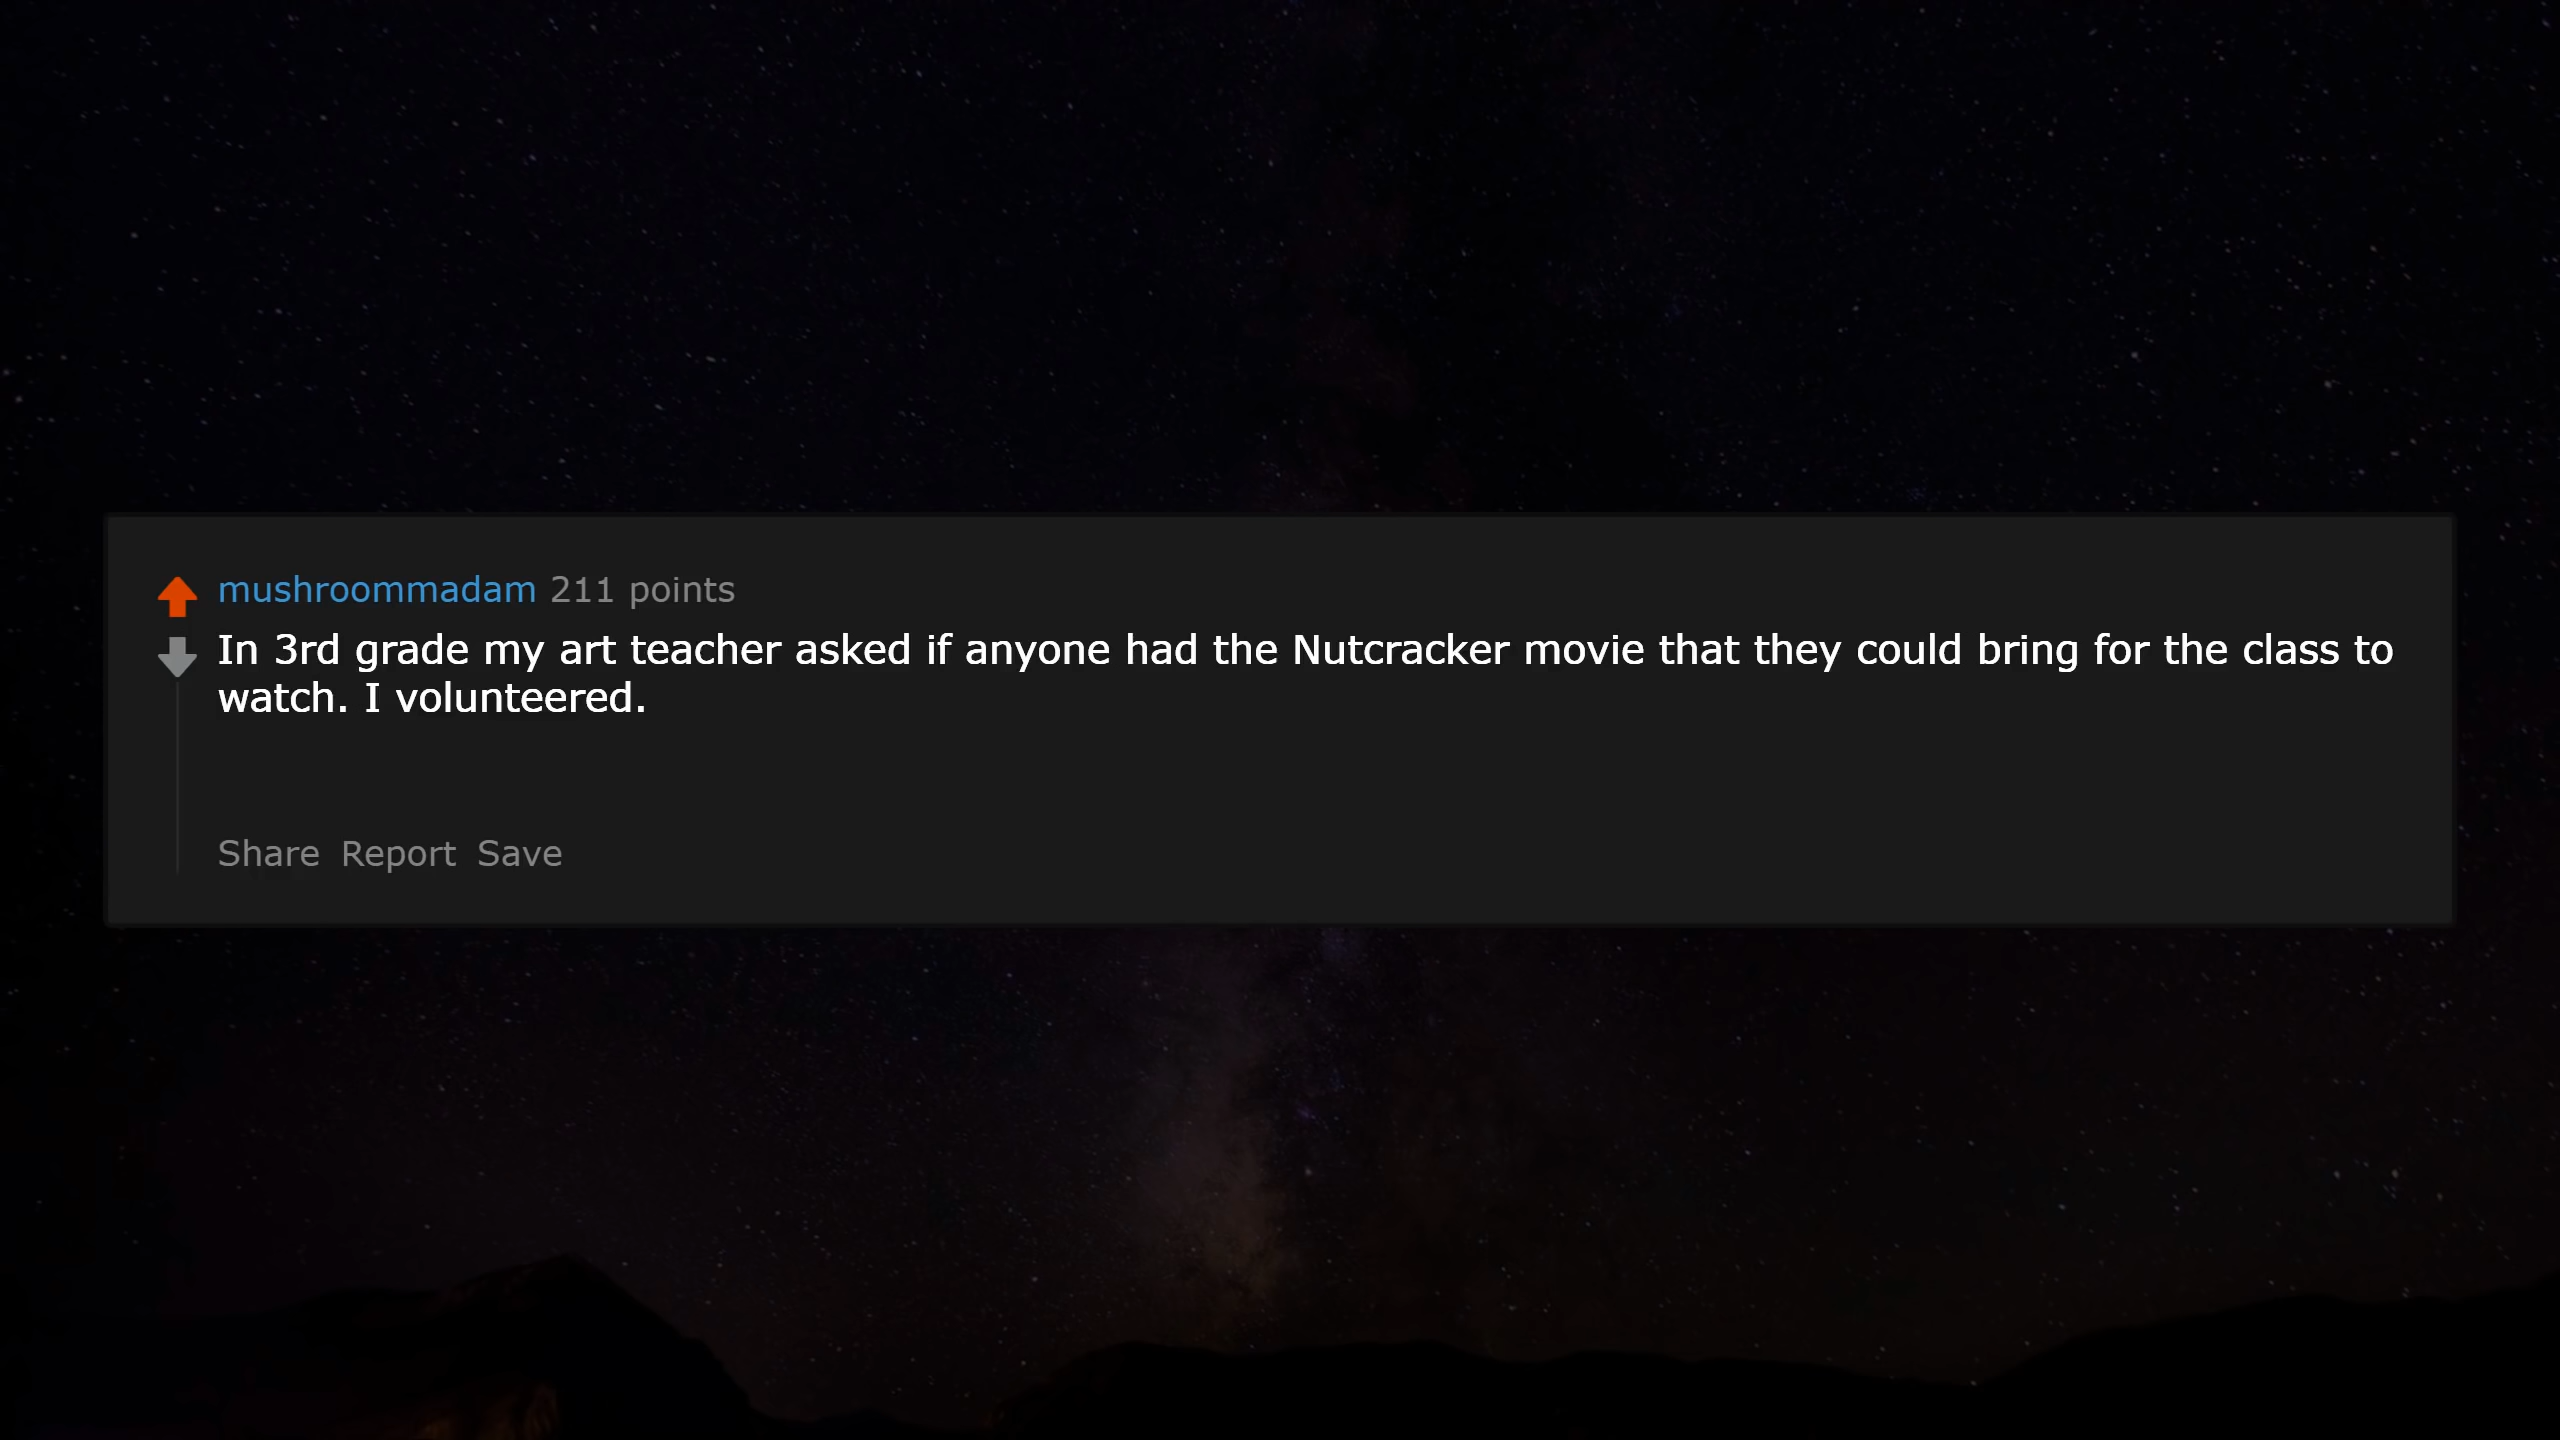 mushroommadam 211 points
In 3rd grade my art teacher asked if anyone had the Nutcracker movie that they could bring for the class to
watch. I volunteered.
Share Report Save